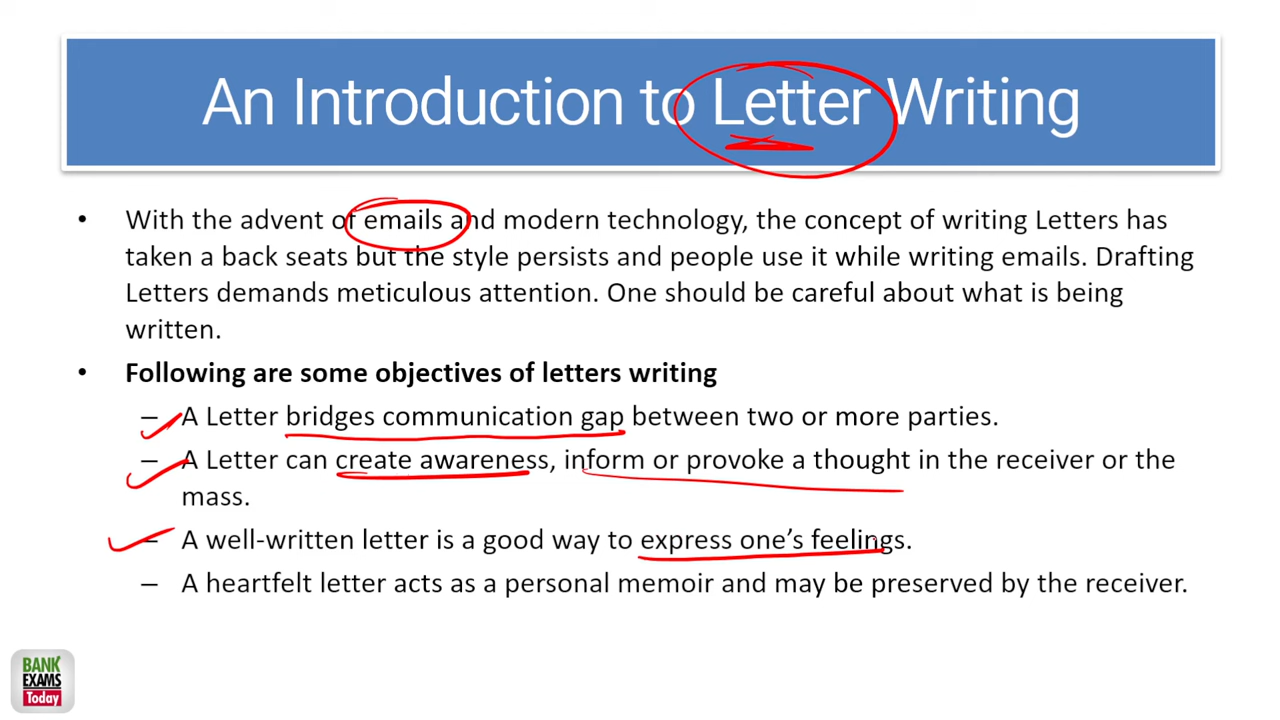 An Introduction to Letter Writing
• With the advent of emails and modern technology, the concept of writing Letters has
taken a back seats but the style persists and people use it while writing emails. Drafting
Letters demands meticulous attention. One should be careful about what is being
written.
• Following are some objectives of letters writing
– A Letter bridges communication gap between two or more parties.
– A Letter can create awareness, inform or provoke a thought in the receiver or the
mass.
– A well-written letter is a good way to express one’s feelings.
– A heartfelt letter acts as a personal memoir and may be preserved by the receiver.
BANK
EXAMS
Today